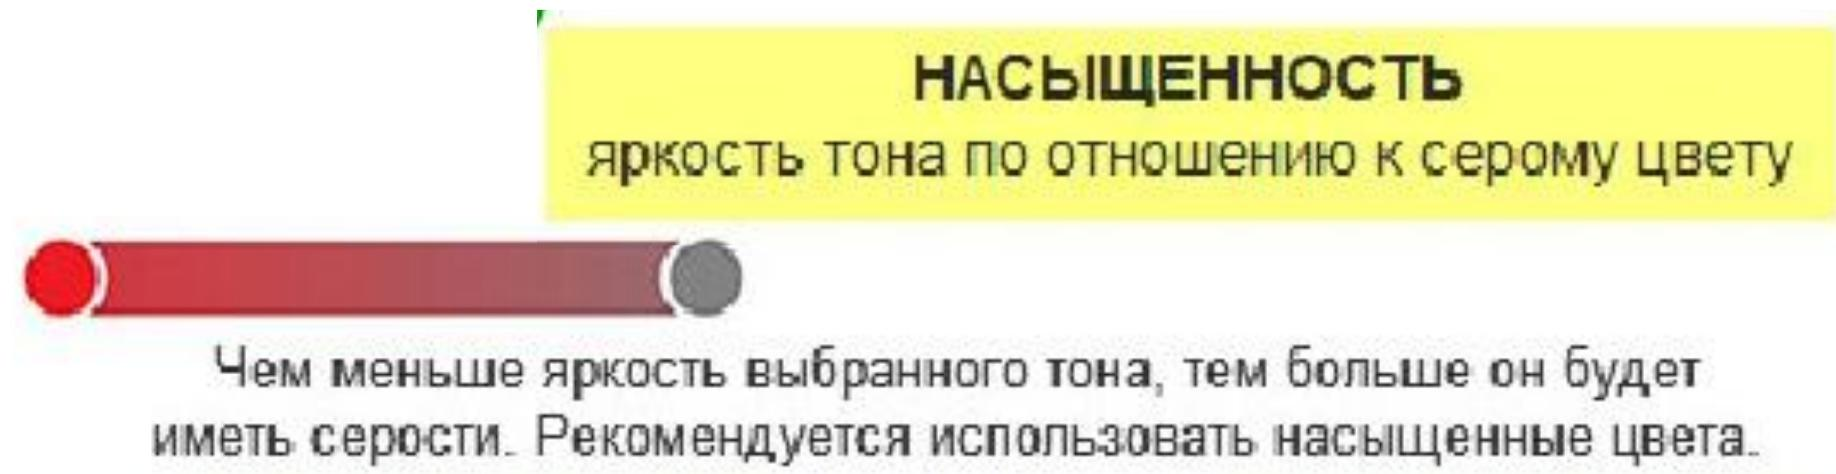 НАСЫЩЕННОСТЬ
яркость тона по отношению к серому цвету
Чем меньше яркость выбранного тона, тем больше он будет
иметь серости. Рекомендуется использовать насыщенные цвета.